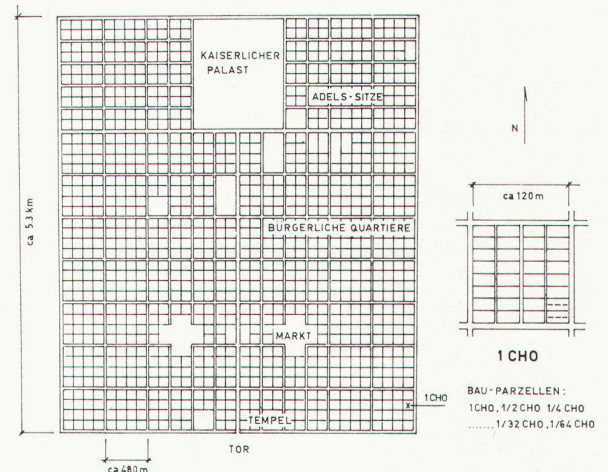 KAISERLICHER
PALAST
ADELS-SITZE
N
ca 5.3 km
ca 120 m
BÜRGERLICHE QUARTIERE
MARKT
1 CHO
1 CHO
BAU-PARZELLEN:
1 CHO, 1/2 CHO 1/4 CHO
......1/32 CHO, 1/64 CHO
TEMPEL
TOR
ca 480 m